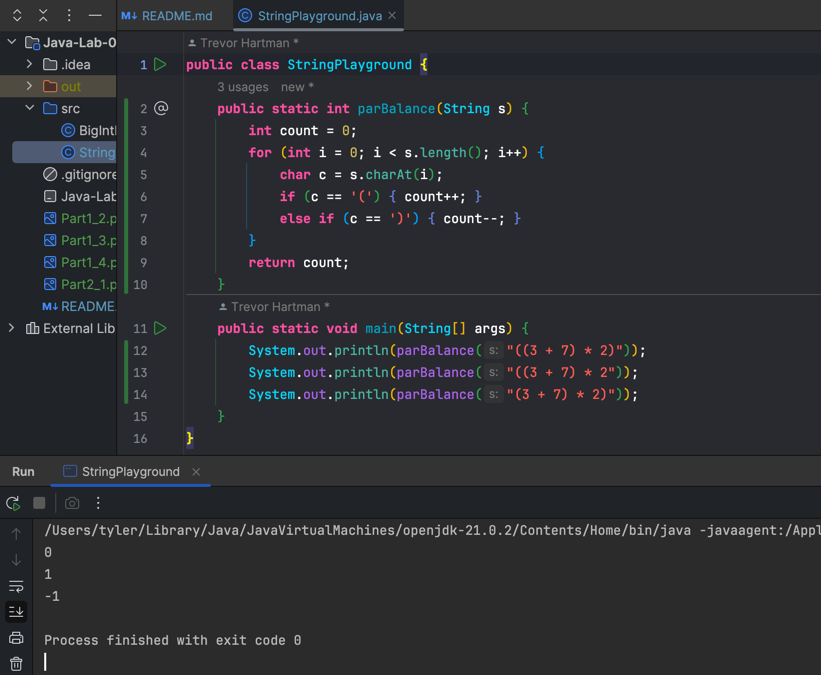 README.md
StringPlayground.java
Java-Lab-0
.idea
out
src
BigIntl
String
.gitignore
Java-Lab
Part1_2.p
Part1_3.p
Part1_4.p
Part2_1.p
README
External Lib
Trevor Hartman *
1 public class StringPlayground {
3 usages new *
2 @ public static int parBalance(String s) {
3 int count = 0;
4 for (int i = 0; i < s.length(); i++) {
5 char c = s.charAt(i);
6 if (c == '(') { count++; }
7 else if (c == ')') { count--; }
8 }
9 return count;
10 }
Trevor Hartman *
11 public static void main(String[] args) {
12 System.out.println(parBalance( s: "((3 + 7) * 2)"));
13 System.out.println(parBalance( s: "((3 + 7) * 2"));
14 System.out.println(parBalance( s: "(3 + 7) * 2)"));
15 }
16 }
Run StringPlayground
/Users/tyler/Library/Java/JavaVirtualMachines/openjdk-21.0.2/Contents/Home/bin/java -javaagent:/Appl
0
1
-1
Process finished with exit code 0